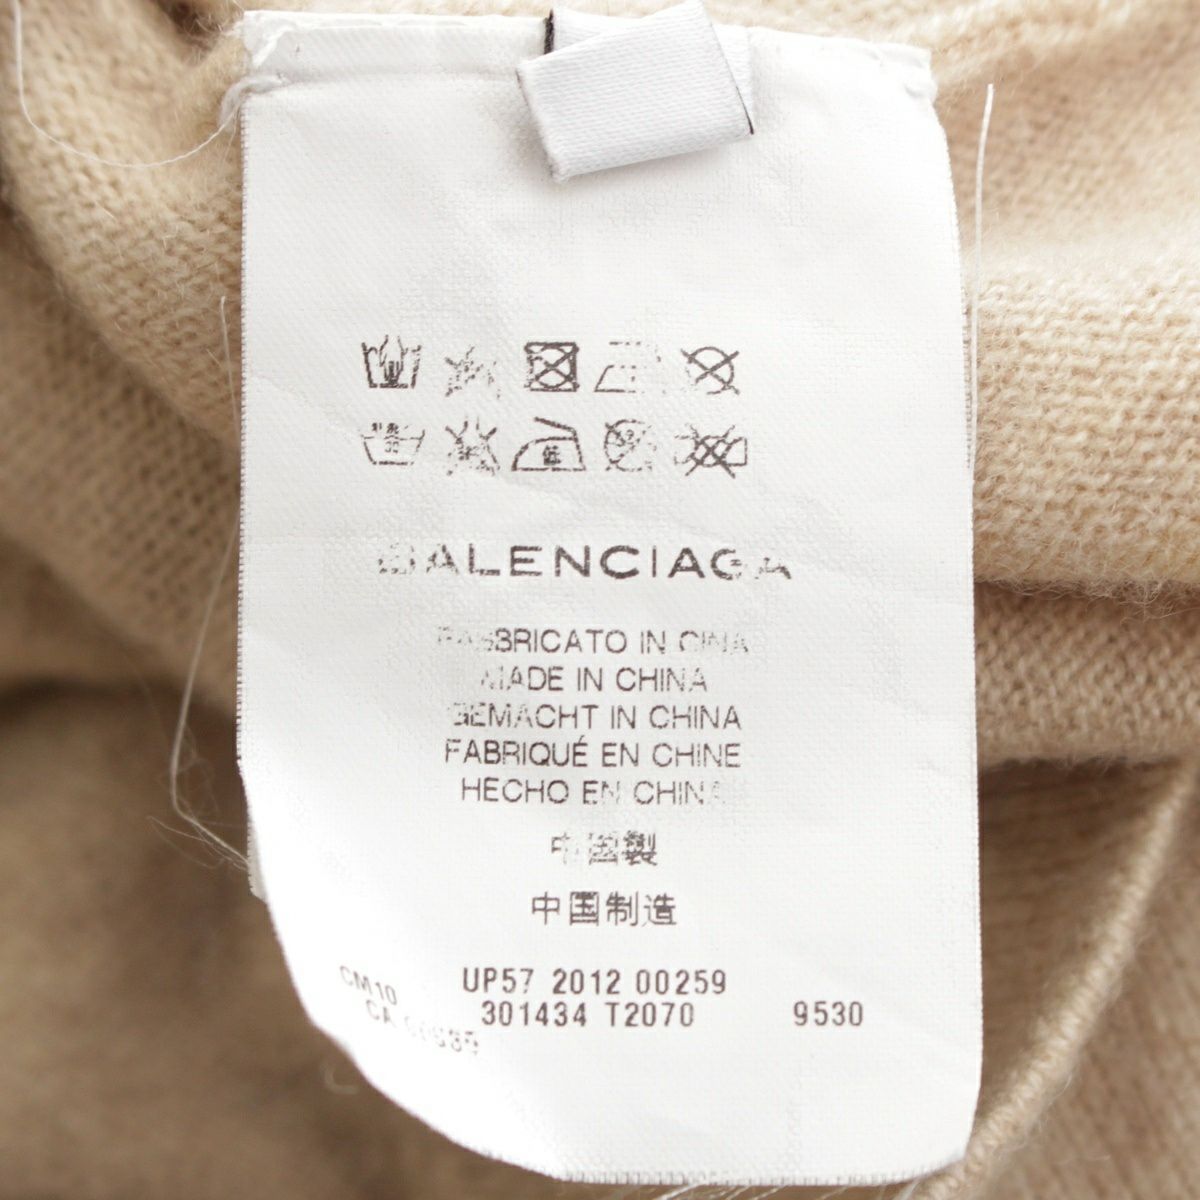 BALENCIAGA
FABBRICATO IN CINA
MADE IN CHINA
GEMACHT IN CHINA
FABRIQUÉ EN CHINE
HECHO EN CHINA
中国製
中国制造
UP57 2012 00259
CM10
301434 T2070 9530
CA